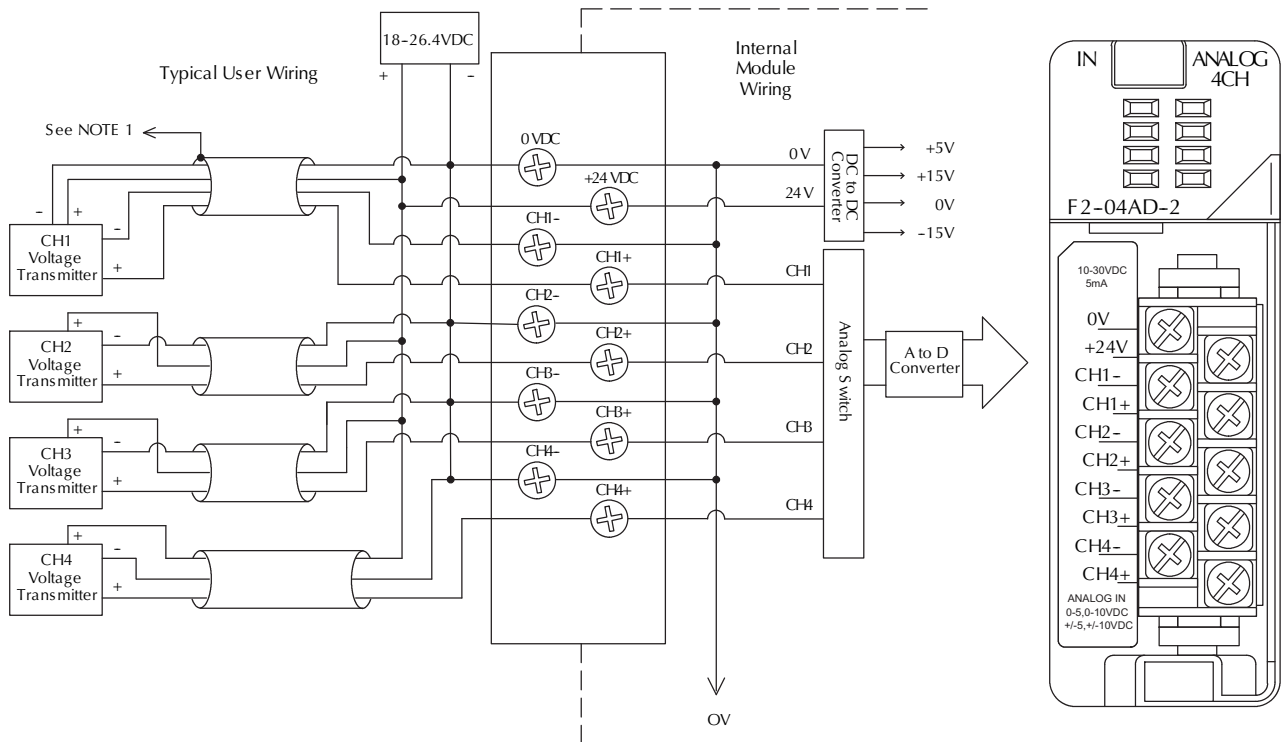 18-26.4VDC
+ -
Typical User Wiring
Internal
Module
Wiring
See NOTE 1
0 VDC
+24 VDC
CH1-
CH1+
CH2-
CH2+
CH3-
CH3+
CH4-
CH4+
- +
-
+
CH1
Voltage
Transmitter
+
-
+
CH2
Voltage
Transmitter
+
-
+
CH3
Voltage
Transmitter
+
-
+
CH4
Voltage
Transmitter
0V
24V
CH1
CH2
CH3
CH4
DC to DC
Converter
+5V
+15V
0V
-15V
Analog Switch
A to D
Converter
OV
IN
ANALOG
4CH
F2-04AD-2
10-30VDC
5mA
0V
+24V
CH1-
CH1+
CH2-
CH2+
CH3-
CH3+
CH4-
CH4+
ANALOG IN
0-5,0-10VDC
+/-5,+/-10VDC